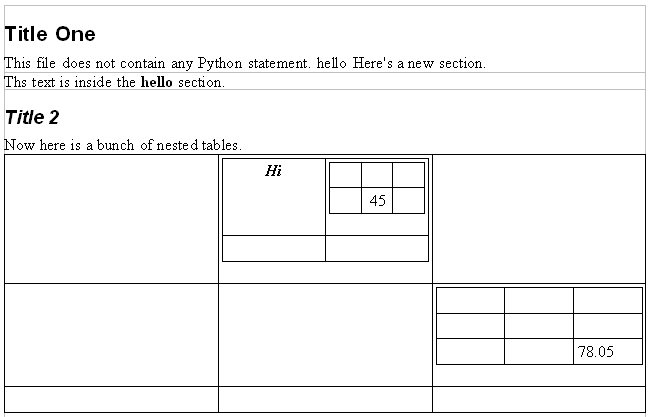 Title One
This file does not contain any Python statement. hello Here's a new section.
Ths text is inside the hello section.
Title 2
Now here is a bunch of nested tables.
Hi
45
78.05